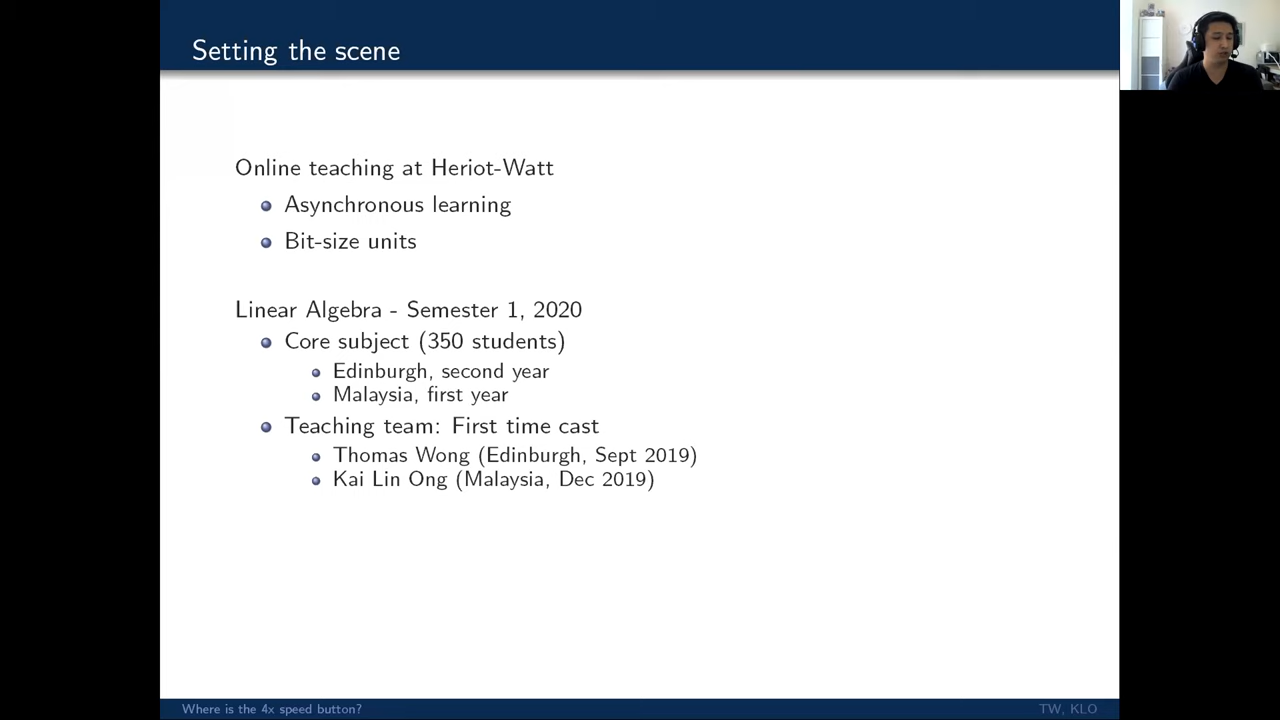 Setting the scene
Online teaching at Heriot-Watt
Asynchronous learning
Bit-size units
Linear Algebra - Semester 1, 2020
Core subject (350 students)
Edinburgh, second year
Malaysia, first year
Teaching team: First time cast
Thomas Wong (Edinburgh, Sept 2019)
Kai Lin Ong (Malaysia, Dec 2019)
Where is the 4x speed button?
TW, KLO